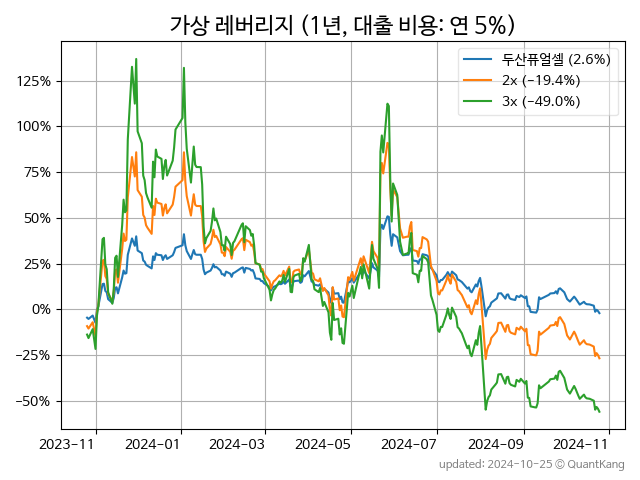 가상 레버리지 (1년, 대출 비용: 연 5%)
두산퓨얼셀 (2.6%)
2x (−19.4%)
3x (−49.0%)
125%
100%
75%
50%
25%
0%
−25%
−50%
2023-11 2024-01 2024-03 2024-05 2024-07 2024-09 2024-11
updated: 2024-10-25 © QuantKang